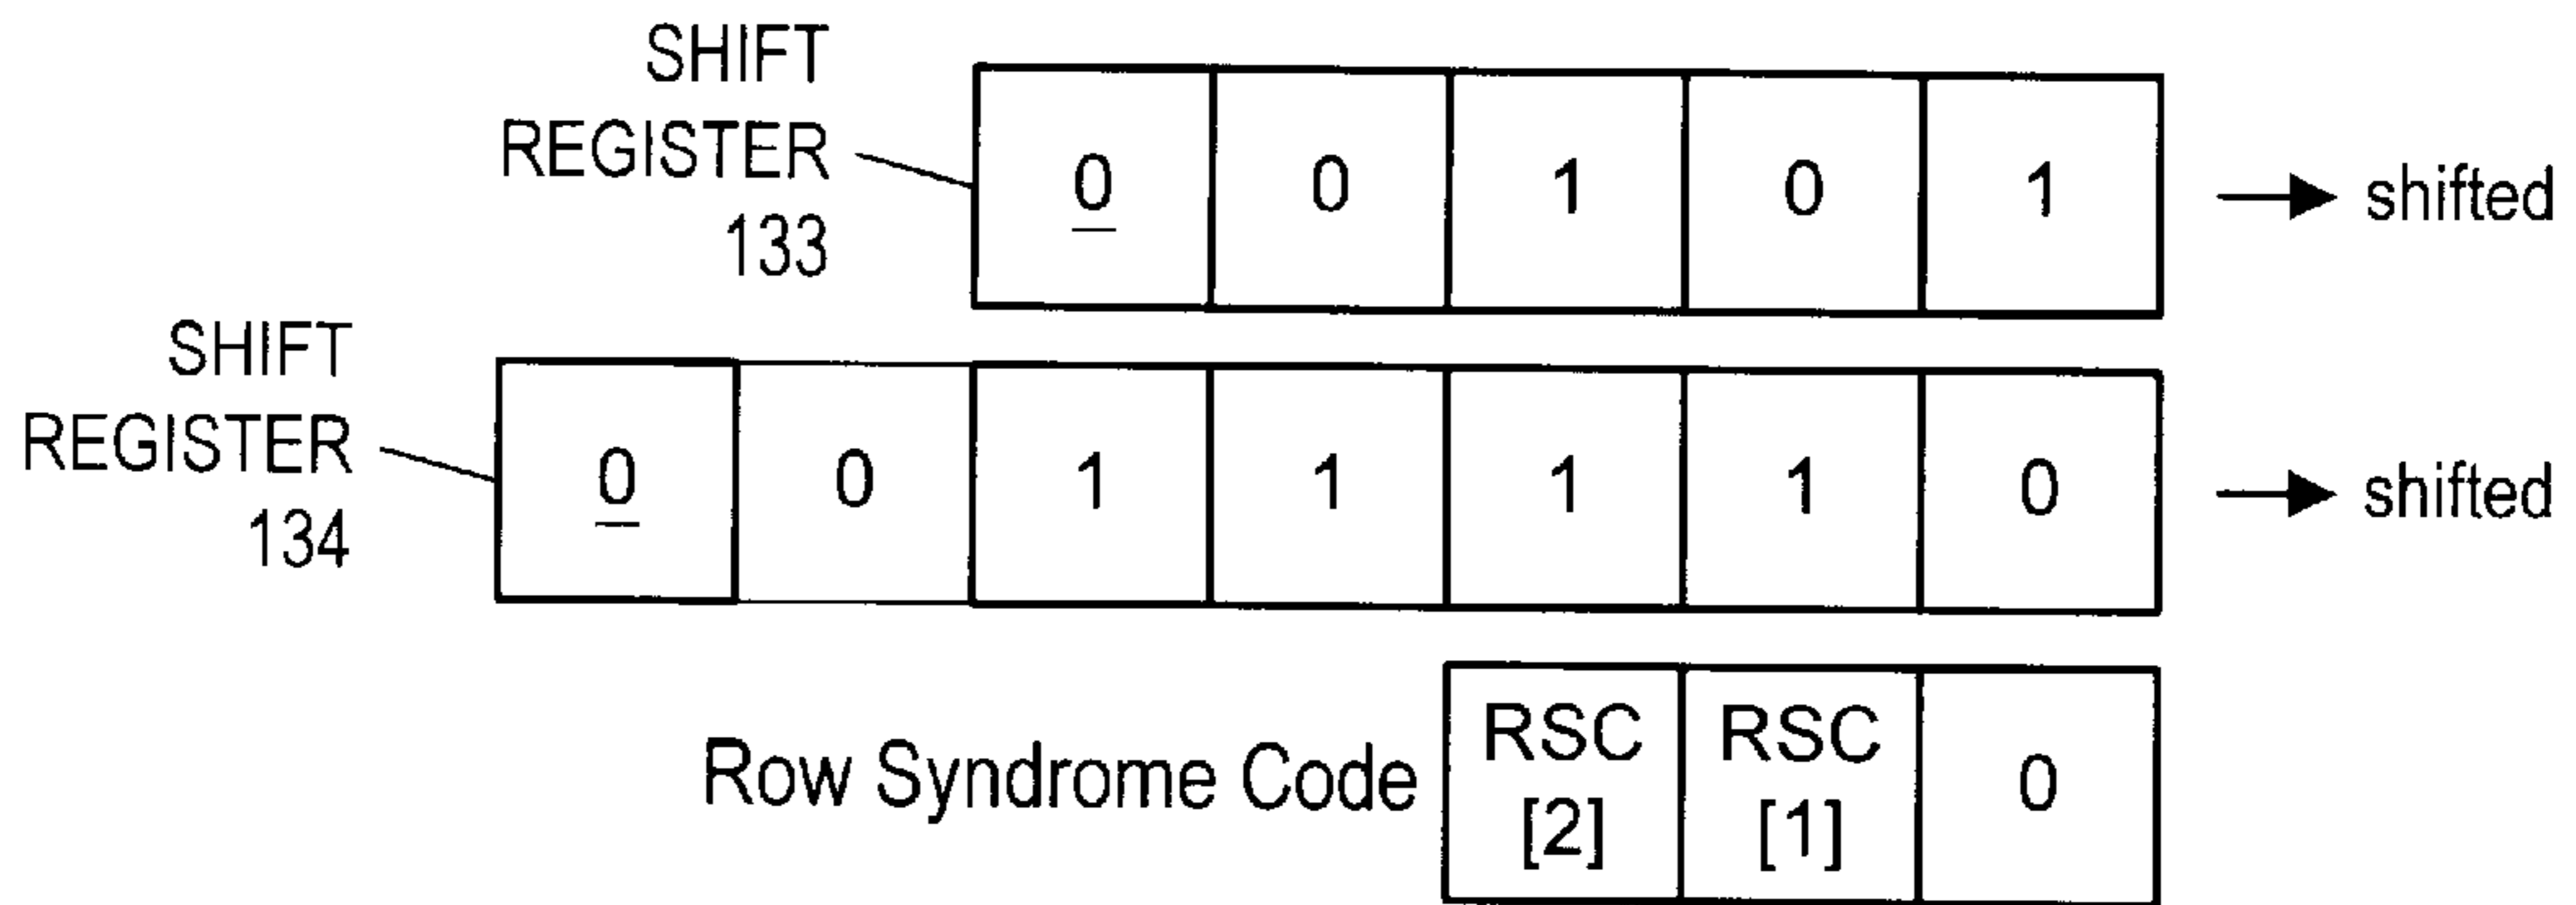 SHIFT
REGISTER
133
0 0 1 0 1
shifted
SHIFT
REGISTER
134
0 0 1 1 1 1 0
shifted
Row Syndrome Code
RSC
[2]
RSC
[1]
0